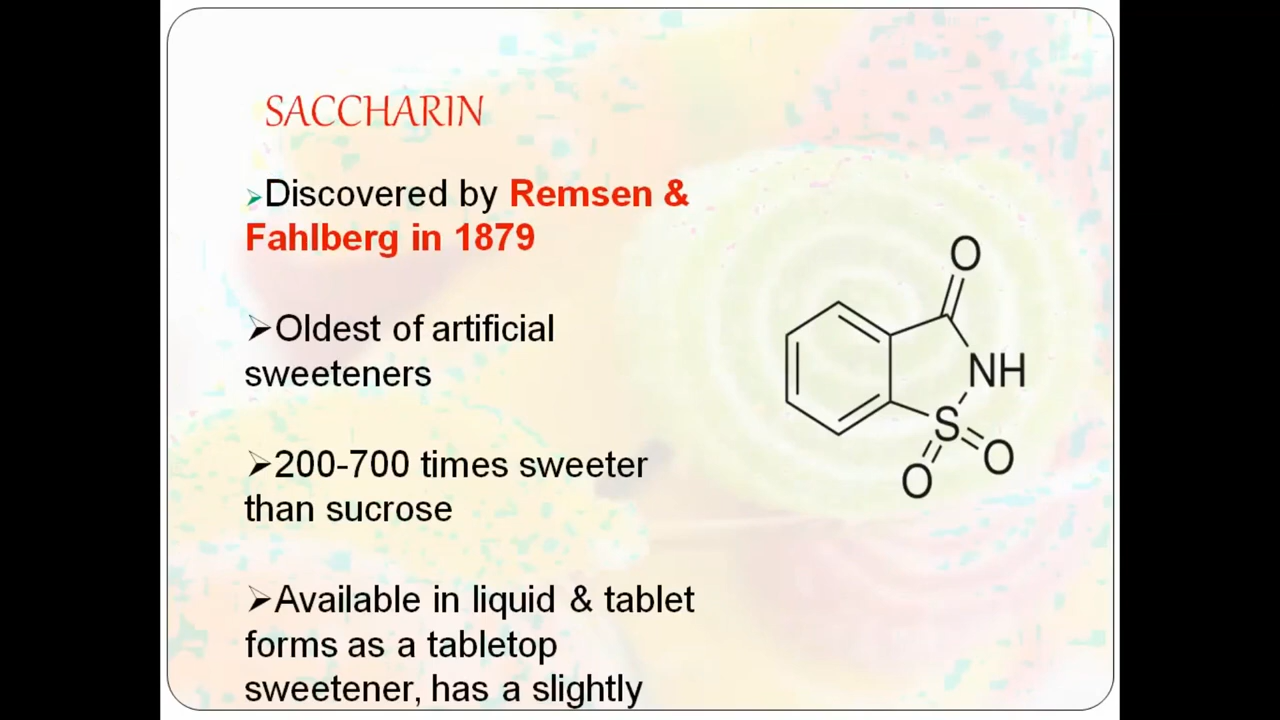 SACCHARIN
➢Discovered by Remsen &
Fahlberg in 1879
➢Oldest of artificial
sweeteners
➢200-700 times sweeter
than sucrose
➢Available in liquid & tablet
forms as a tabletop
sweetener, has a slightly
O
NH
S
O
O